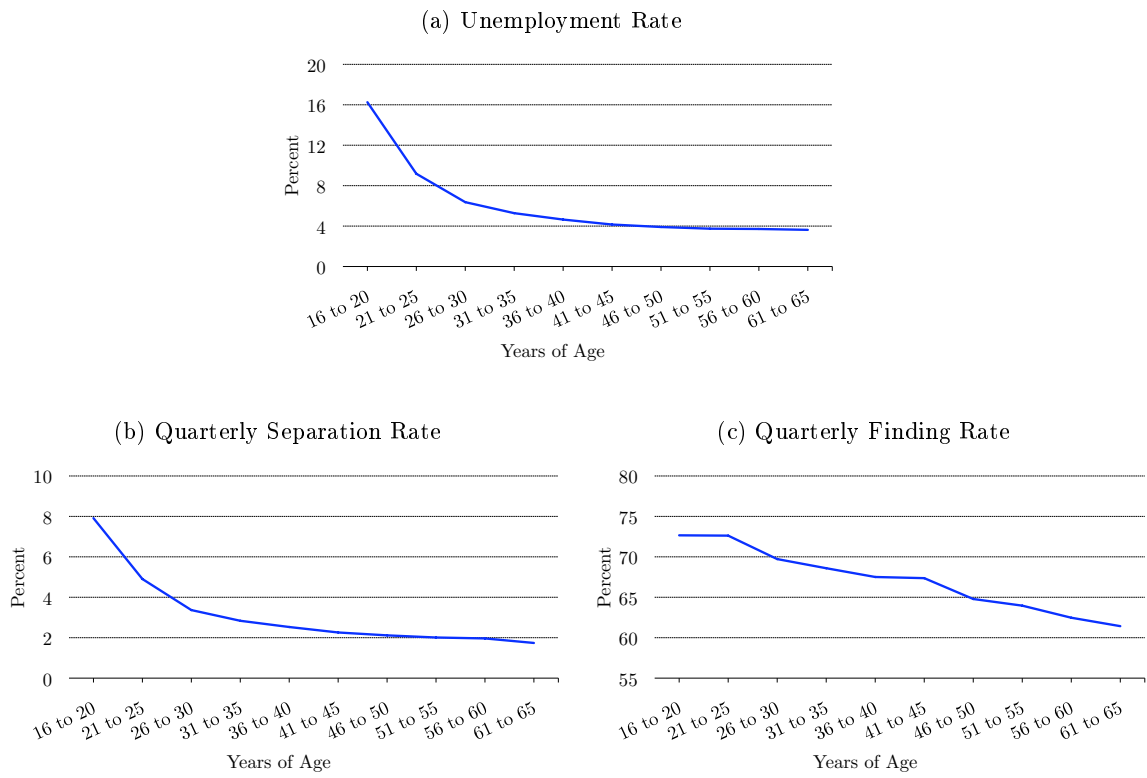 (a) Unemployment Rate
20
16
12
8
4
0
Percent
16 to 20
21 to 25
26 to 30
31 to 35
36 to 40
41 to 45
46 to 50
51 to 55
56 to 60
61 to 65
Years of Age
(b) Quarterly Separation Rate
10
8
6
4
2
0
Percent
16 to 20
21 to 25
26 to 30
31 to 35
36 to 40
41 to 45
46 to 50
51 to 55
56 to 60
61 to 65
Years of Age
(c) Quarterly Finding Rate
80
75
70
65
60
55
Percent
16 to 20
21 to 25
26 to 30
31 to 35
36 to 40
41 to 45
46 to 50
51 to 55
56 to 60
61 to 65
Years of Age